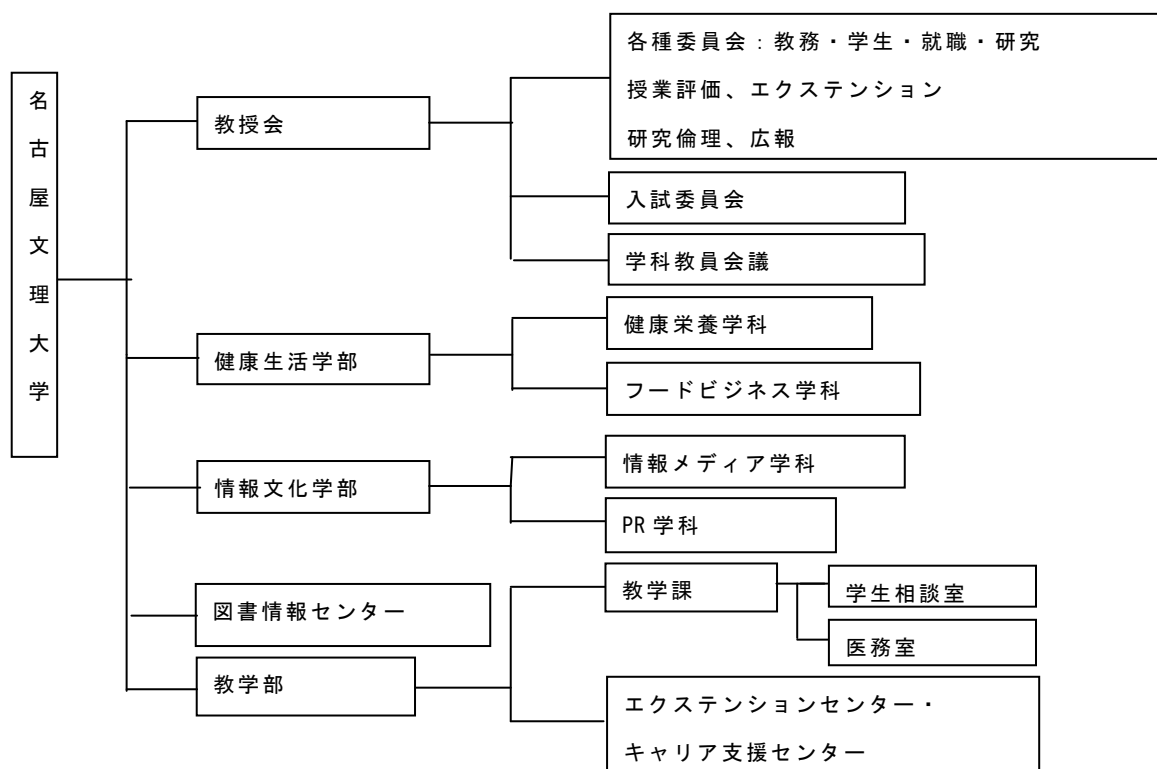 名古屋文理大学
教授会
各種委員会：教務・学生・就職・研究
授業評価、エクステンション
研究倫理、広報
入試委員会
学科教員会議
健康生活学部
健康栄養学科
フードビジネス学科
情報文化学部
情報メディア学科
PR 学科
図書情報センター
教学部
教学課
学生相談室
医務室
エクステンションセンター・
キャリア支援センター